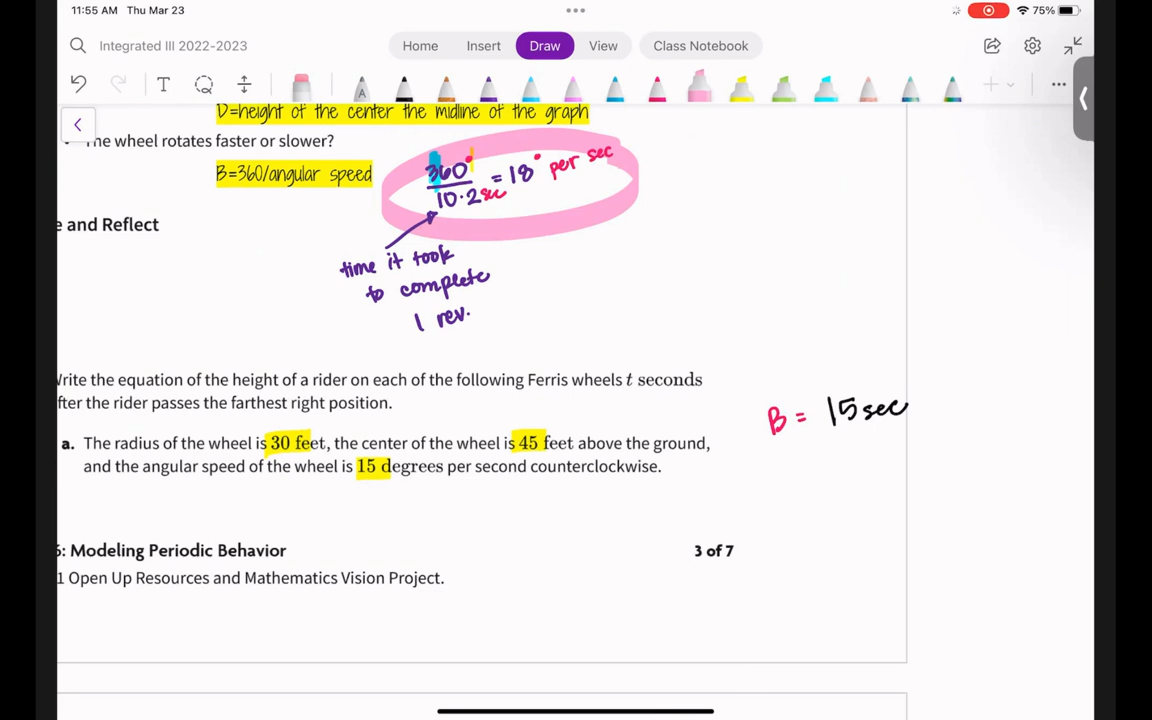 11:55 AM Thu Mar 23
75%
Integrated III 2022-2023
Home Insert Draw View Class Notebook
D=height of the center the midline of the graph
he wheel rotates faster or slower?
B=360/angular speed
360° = 18° per sec
10.2 sec
e and Reflect
time it took
to complete
1 rev.
Write the equation of the height of a rider on each of the following Ferris wheels t seconds
fter the rider passes the farthest right position.
B = 15 sec
a. The radius of the wheel is 30 feet, the center of the wheel is 45 feet above the ground,
and the angular speed of the wheel is 15 degrees per second counterclockwise.
6: Modeling Periodic Behavior
3 of 7
1 Open Up Resources and Mathematics Vision Project.